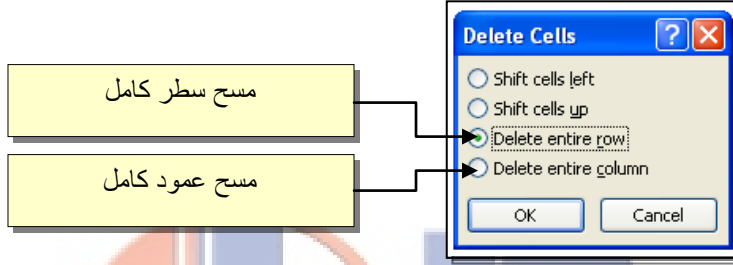 Delete Cells
Shift cells left
Shift cells up
مسح سطر كامل
Delete entire row
مسح عمود كامل
Delete entire column
OK Cancel